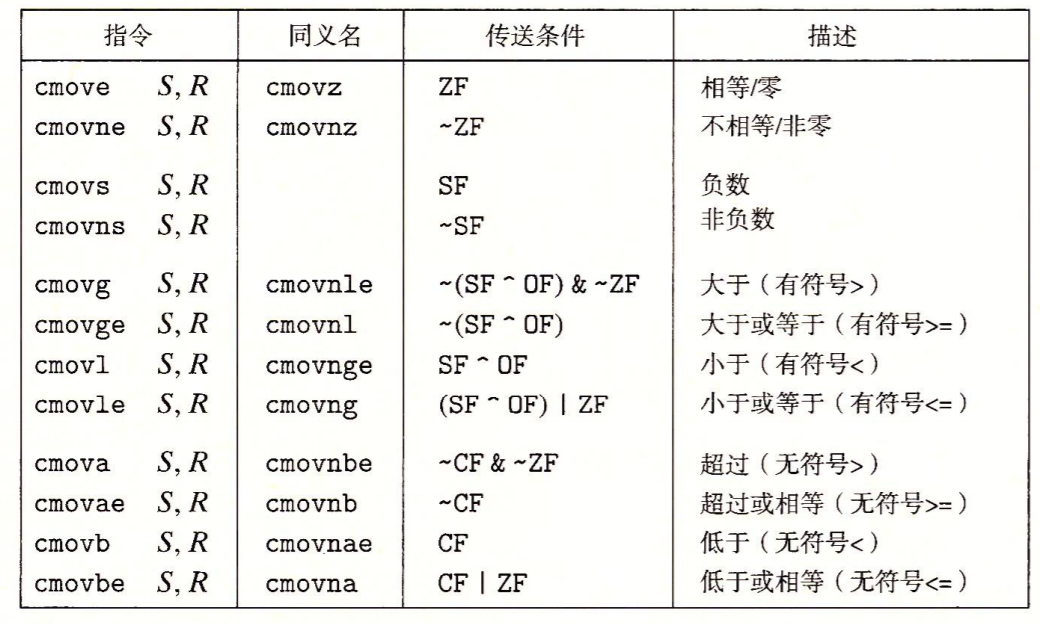 指令 同义名 传送条件 描述
cmove S, R cmovz ZF 相等/零
cmovne S, R cmovnz ~ZF 不相等/非零
cmovs S, R SF 负数
cmovns S, R ~SF 非负数
cmovg S, R cmovnle ~(SF ^ OF) & ~ZF 大于（有符号>）
cmovge S, R cmovnl ~(SF ^ OF) 大于或等于（有符号>=）
cmovl S, R cmovnge SF ^ OF 小于（有符号<）
cmovle S, R cmovng (SF ^ OF) | ZF 小于或等于（有符号<=）
cmova S, R cmovnbe ~CF & ~ZF 超过（无符号>）
cmovae S, R cmovnb ~CF 超过或相等（无符号>=）
cmovb S, R cmovnae CF 低于（无符号<）
cmovbe S, R cmovna CF | ZF 低于或相等（无符号<=）